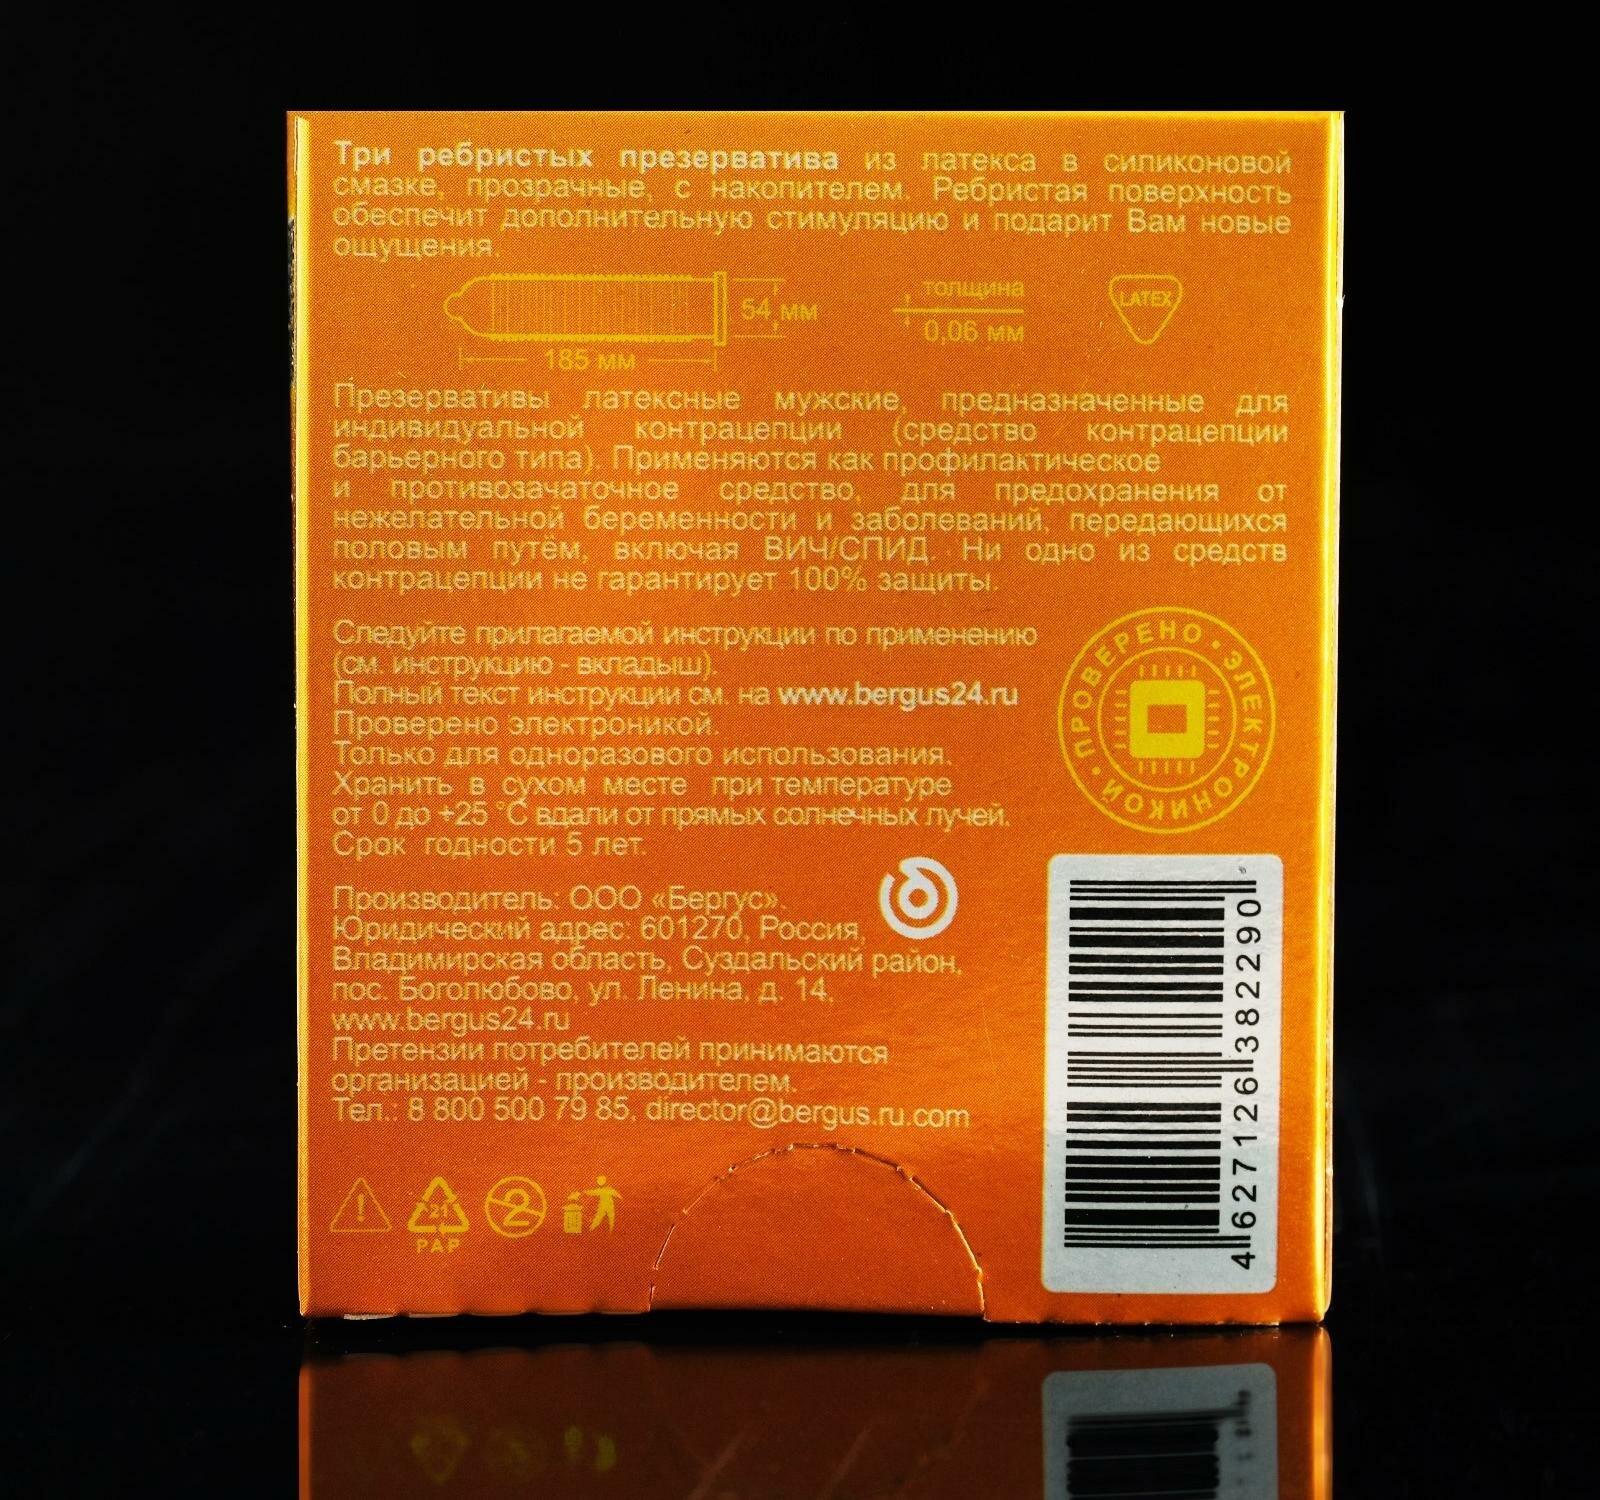 Три ребристых презерватива из латекса в силиконовой
смазке, прозрачные, с накопителем. Ребристая поверхность
обеспечит дополнительную стимуляцию и подарит Вам новые
ощущения.
54 мм
185 мм
толщина
0,06 мм
LATEX
Презервативы латексные мужские, предназначенные для
индивидуальной контрацепции (средство контрацепции
барьерного типа). Применяются как профилактическое
и противозачаточное средство, для предохранения от
нежелательной беременности и заболеваний, передающихся
половым путём, включая ВИЧ/СПИД. Ни одно из средств
контрацепции не гарантирует 100% защиты.
Следуйте прилагаемой инструкции по применению
(см. инструкцию - вкладыш).
Полный текст инструкции см. на www.bergus24.ru
Проверено электроникой.
Только для одноразового использования.
Хранить в сухом месте при температуре
от 0 до +25 °С вдали от прямых солнечных лучей.
Срок годности 5 лет.
ПРОВЕРЕНО • ЭЛЕКТРОНИКОЙ •
Производитель: ООО «Бергус».
Юридический адрес: 601270, Россия,
Владимирская область, Суздальский район,
пос. Боголюбово, ул. Ленина, д. 14.
www.bergus24.ru
Претензии потребителей принимаются
организацией - производителем.
Тел.: 8 800 500 79 85, director@bergus.ru.com
21
PAP
2
4627126382290